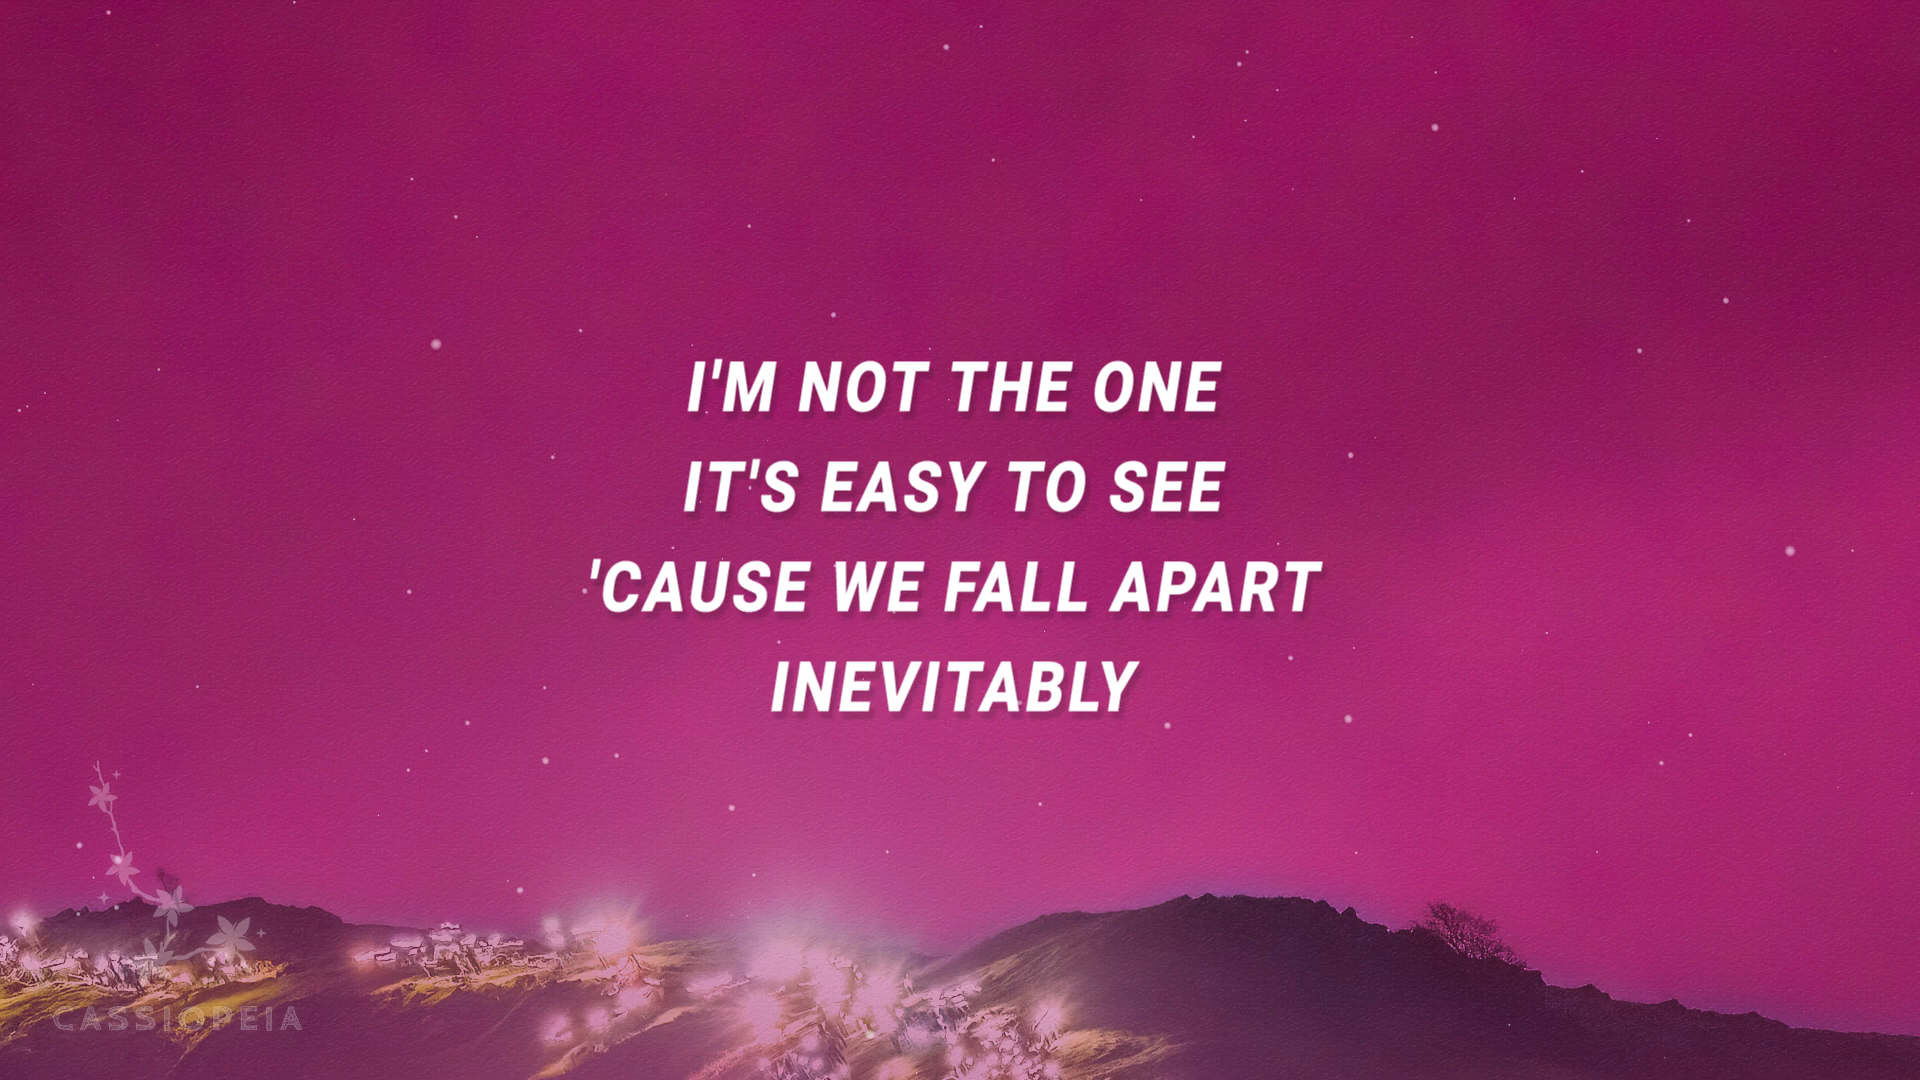 I'M NOT THE ONE
IT'S EASY TO SEE
'CAUSE WE FALL APART
INEVITABLY
CASSIOPEIA